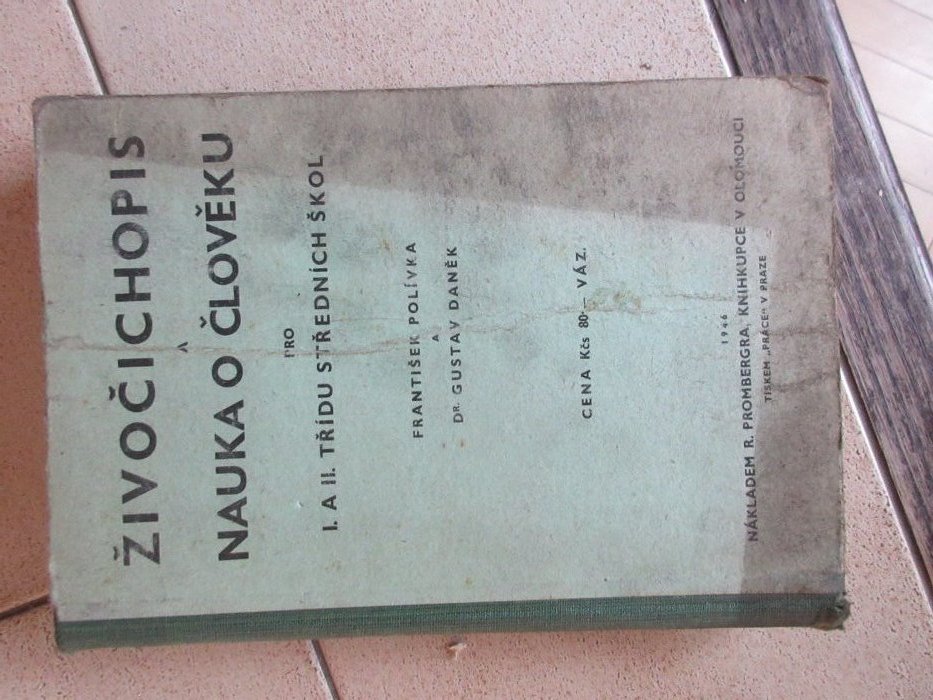 ŽIVOČICHOPIS
A
NAUKA O ČLOVĚKU
PRO
I. A II. TŘÍDU STŘEDNÍCH ŠKOL
FRANTIŠEK POLÍVKA
A
DR. GUSTAV DANĚK
CENA Kčs 80·— VÁZ.
1946
NÁKLADEM R. PROMBERGRA, KNIHKUPCE V OLOMOUCI
TISKEM „PRÁCE" V PRAZE